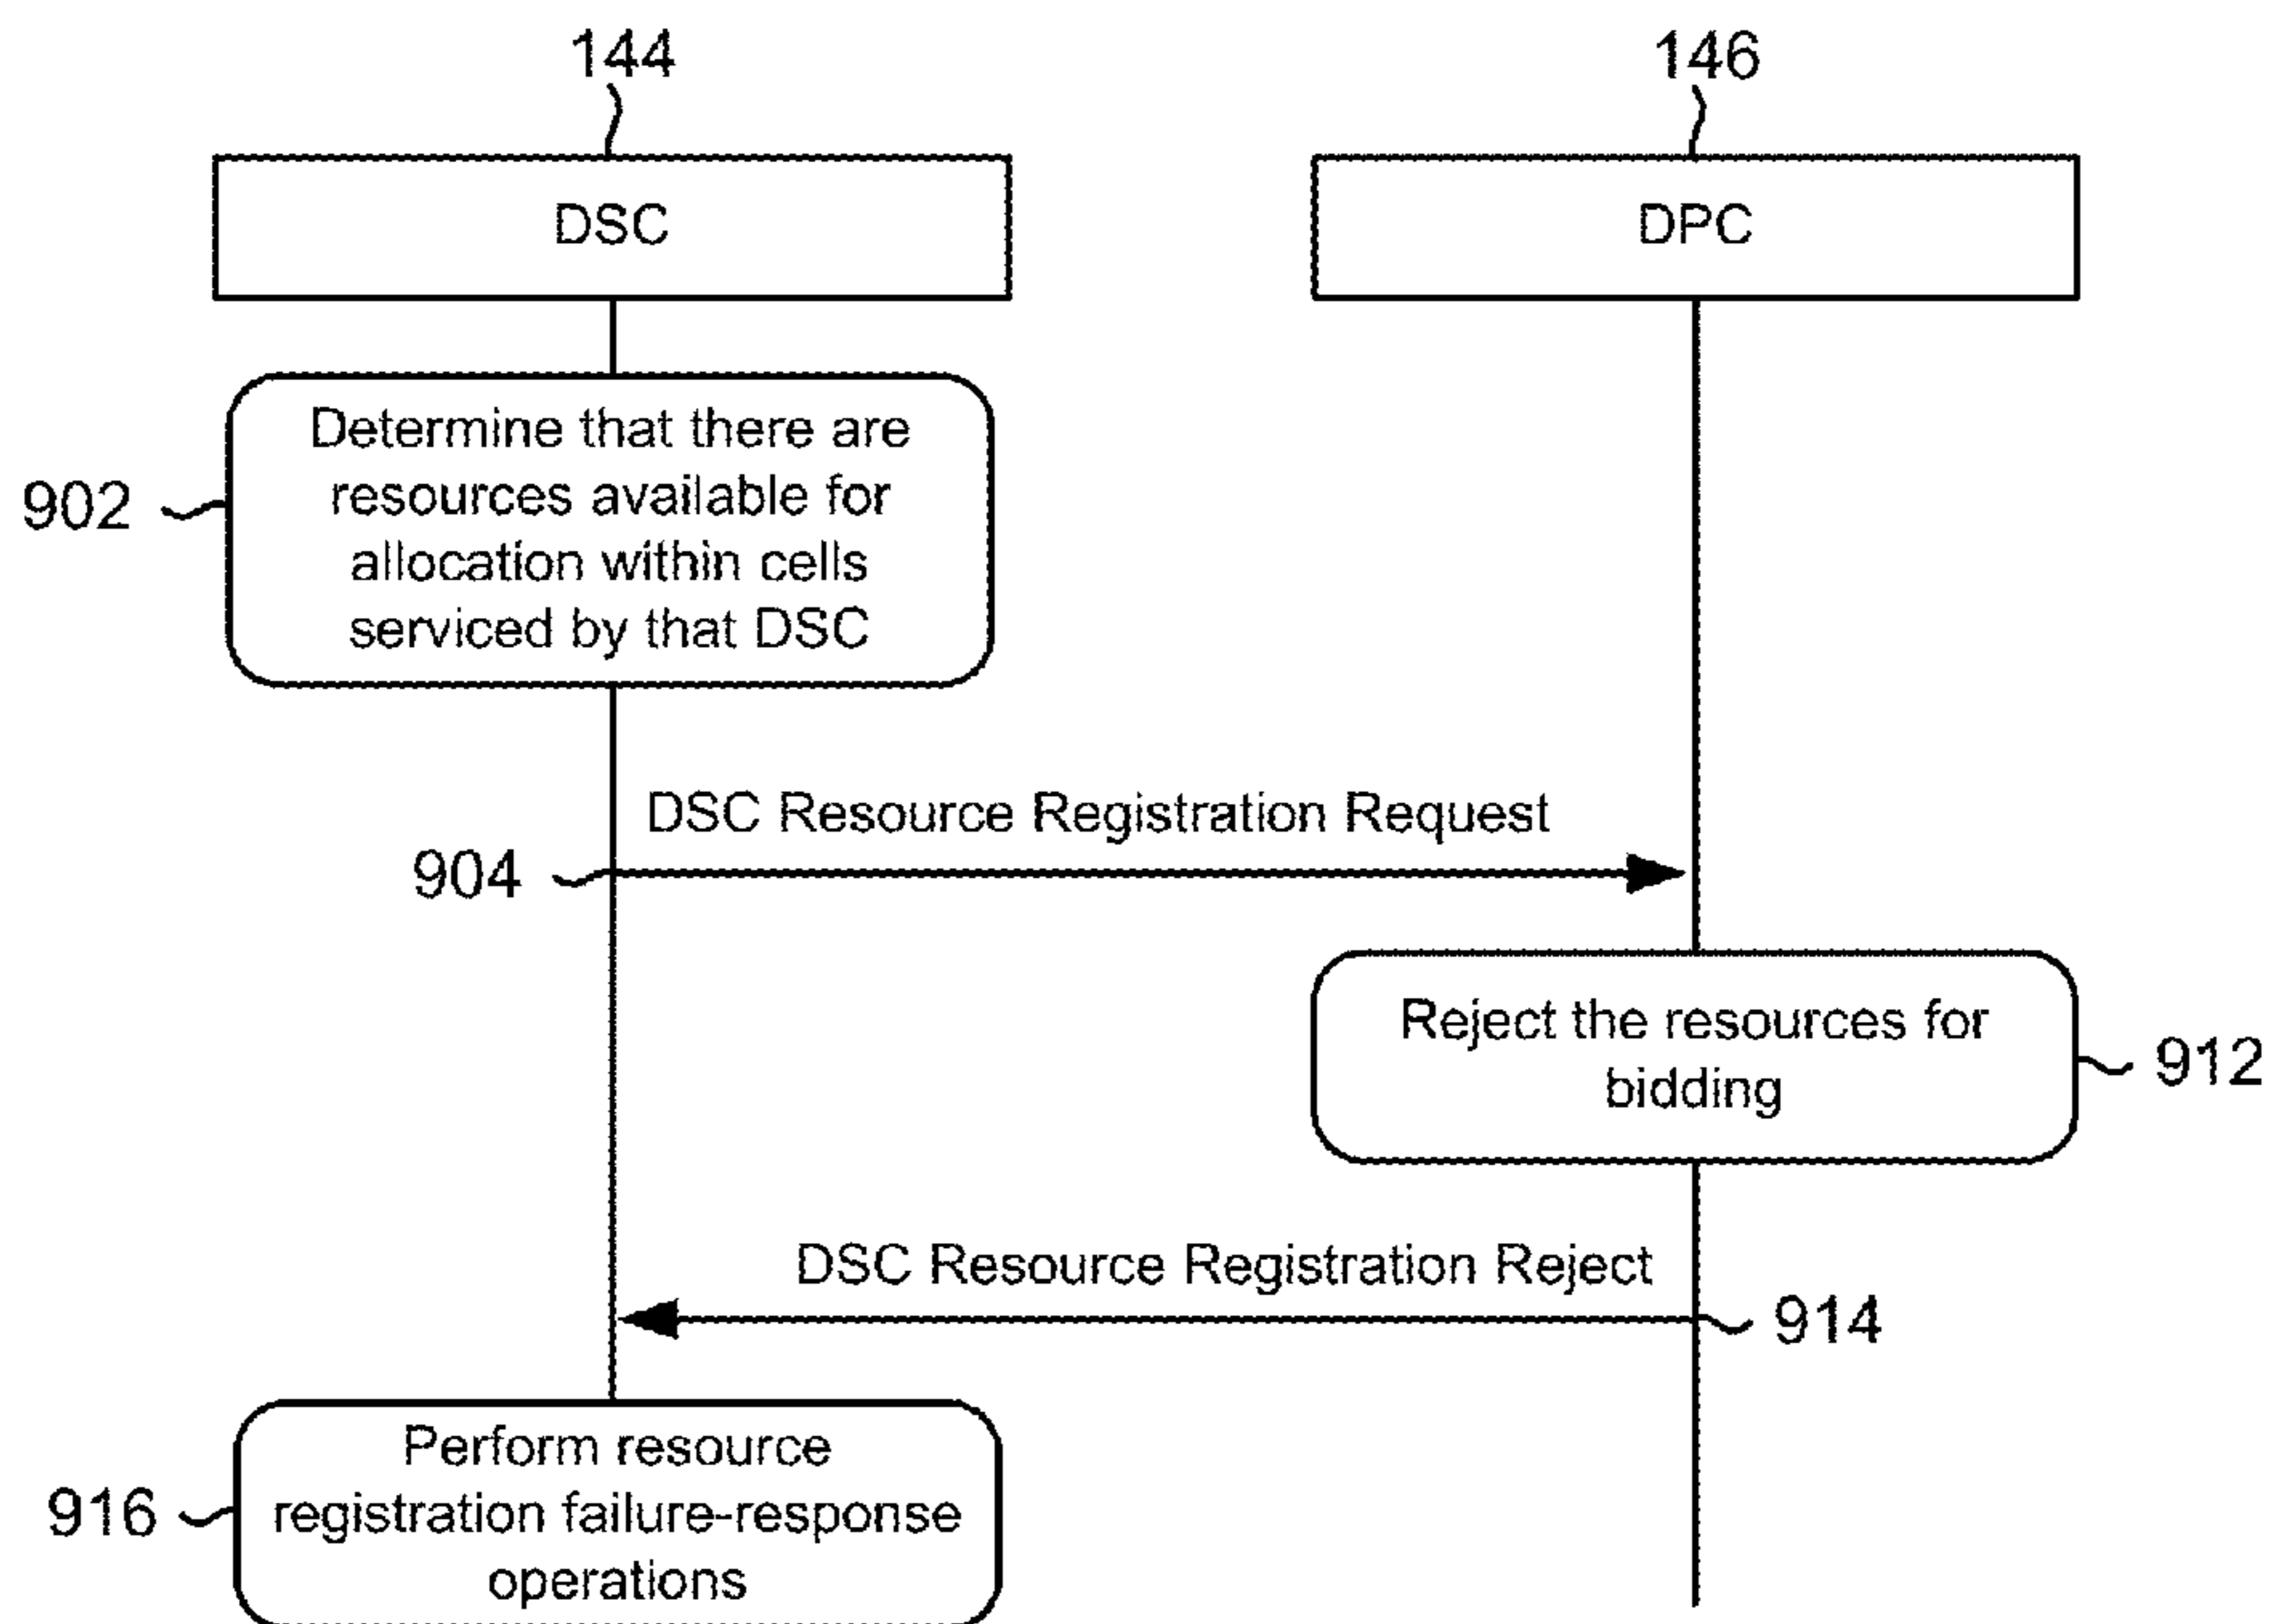 144
146
DSC
DPC
Determine that there are
resources available for
allocation within cells
serviced by that DSC
902
DSC Resource Registration Request
904
Reject the resources for
bidding
912
DSC Resource Registration Reject
914
Perform resource
registration failure-response
operations
916